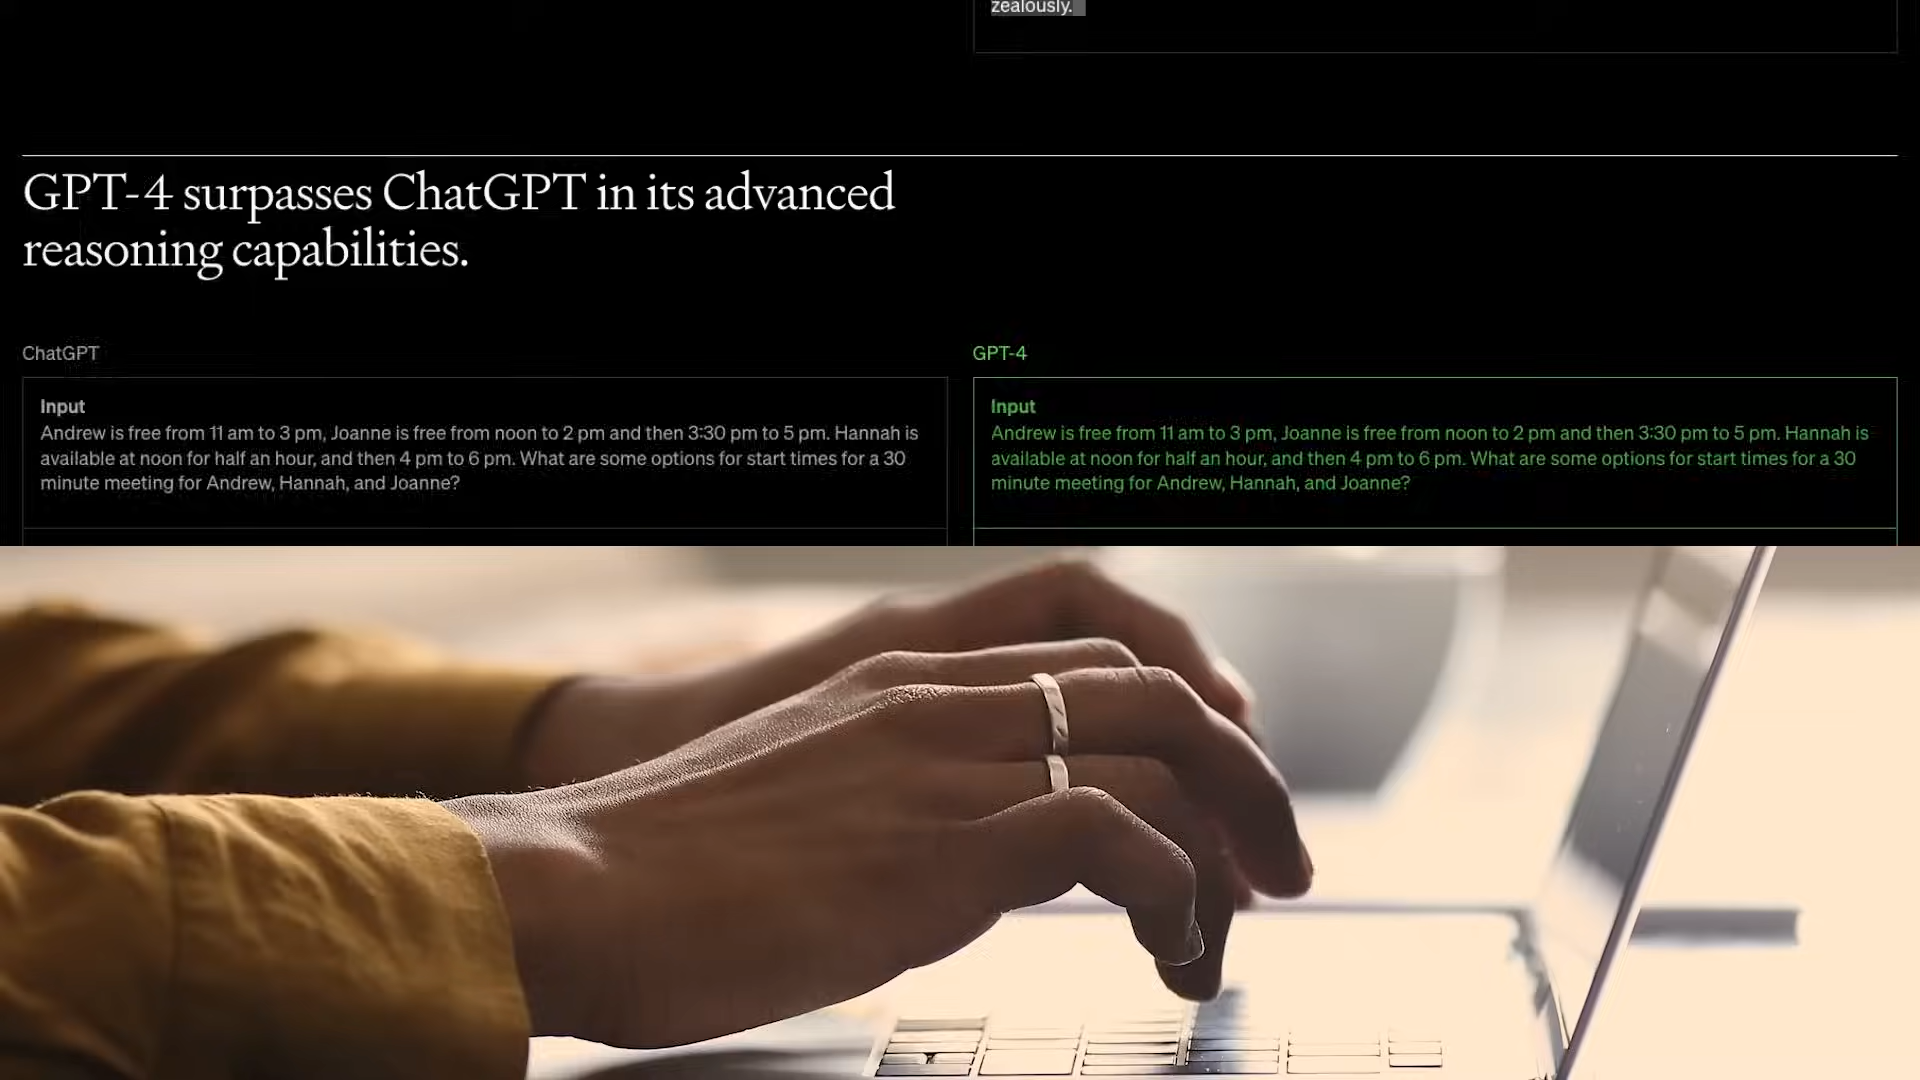 zealously.
GPT-4 surpasses ChatGPT in its advanced
reasoning capabilities.
ChatGPT
Input
Andrew is free from 11 am to 3 pm, Joanne is free from noon to 2 pm and then 3:30 pm to 5 pm. Hannah is
available at noon for half an hour, and then 4 pm to 6 pm. What are some options for start times for a 30
minute meeting for Andrew, Hannah, and Joanne?
GPT-4
Input
Andrew is free from 11 am to 3 pm, Joanne is free from noon to 2 pm and then 3:30 pm to 5 pm. Hannah is
available at noon for half an hour, and then 4 pm to 6 pm. What are some options for start times for a 30
minute meeting for Andrew, Hannah, and Joanne?